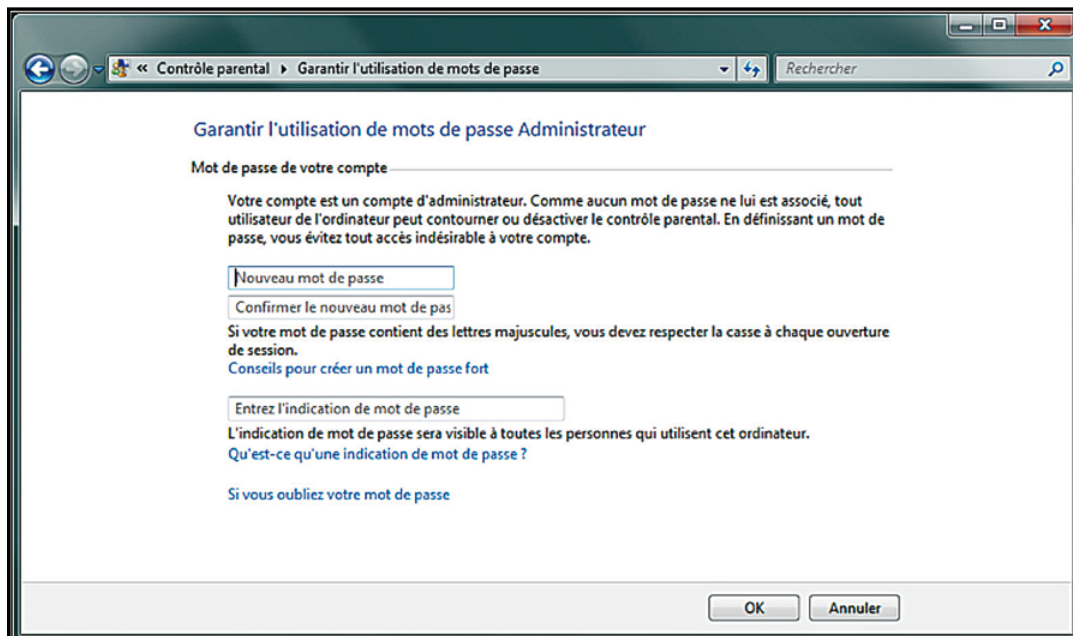 « Contrôle parental ▸ Garantir l'utilisation de mots de passe
Rechercher
Garantir l'utilisation de mots de passe Administrateur
Mot de passe de votre compte
Votre compte est un compte d'administrateur. Comme aucun mot de passe ne lui est associé, tout
utilisateur de l'ordinateur peut contourner ou désactiver le contrôle parental. En définissant un mot de
passe, vous évitez tout accès indésirable à votre compte.
Nouveau mot de passe
Confirmer le nouveau mot de pas
Si votre mot de passe contient des lettres majuscules, vous devez respecter la casse à chaque ouverture
de session.
Conseils pour créer un mot de passe fort
Entrez l'indication de mot de passe
L'indication de mot de passe sera visible à toutes les personnes qui utilisent cet ordinateur.
Qu'est-ce qu'une indication de mot de passe ?
Si vous oubliez votre mot de passe
OK
Annuler